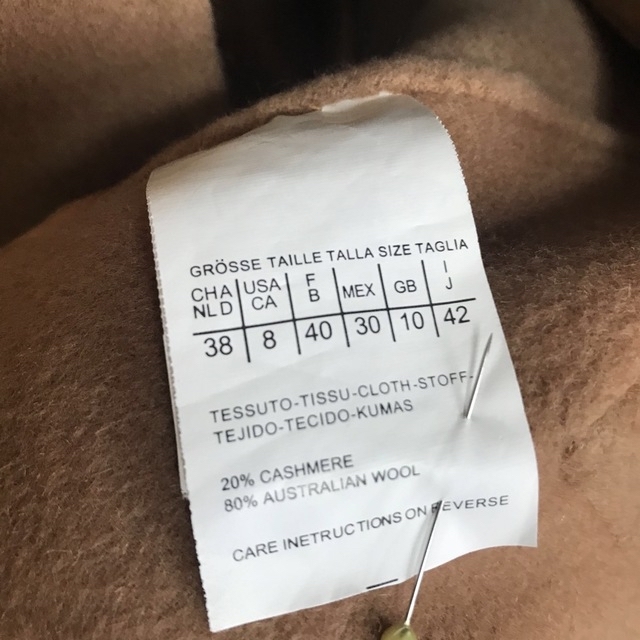 GRÖSSE TAILLE TALLA SIZE TAGLIA
CH A USA F MEX GB I
NL D CA B J
38 8 40 30 10 42
TESSUTO-TISSU-CLOTH-STOFF-
TEJIDO-TECIDO-KUMAS
20% CASHMERE
80% AUSTRALIAN WOOL
CARE INETRUCTIONS ON REVERSE